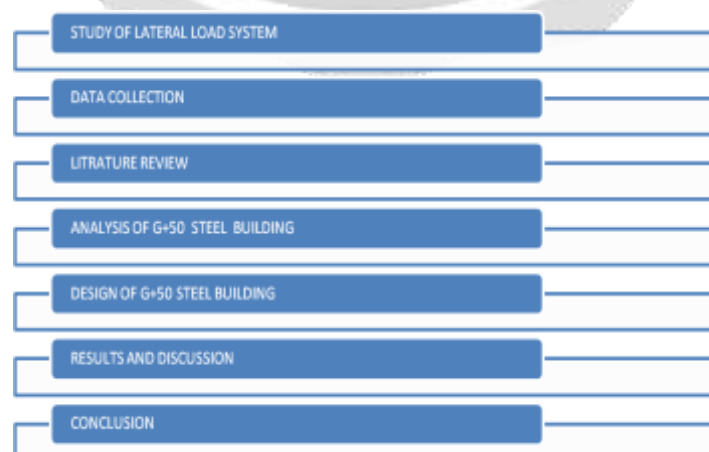 STUDY OF LATERAL LOAD SYSTEM
DATA COLLECTION
LITRATURE REVIEW
ANALYSIS OF G+50 STEEL BUILDING
DESIGN OF G+50 STEEL BUILDING
RESULTS AND DISCUSSION
CONCLUSION